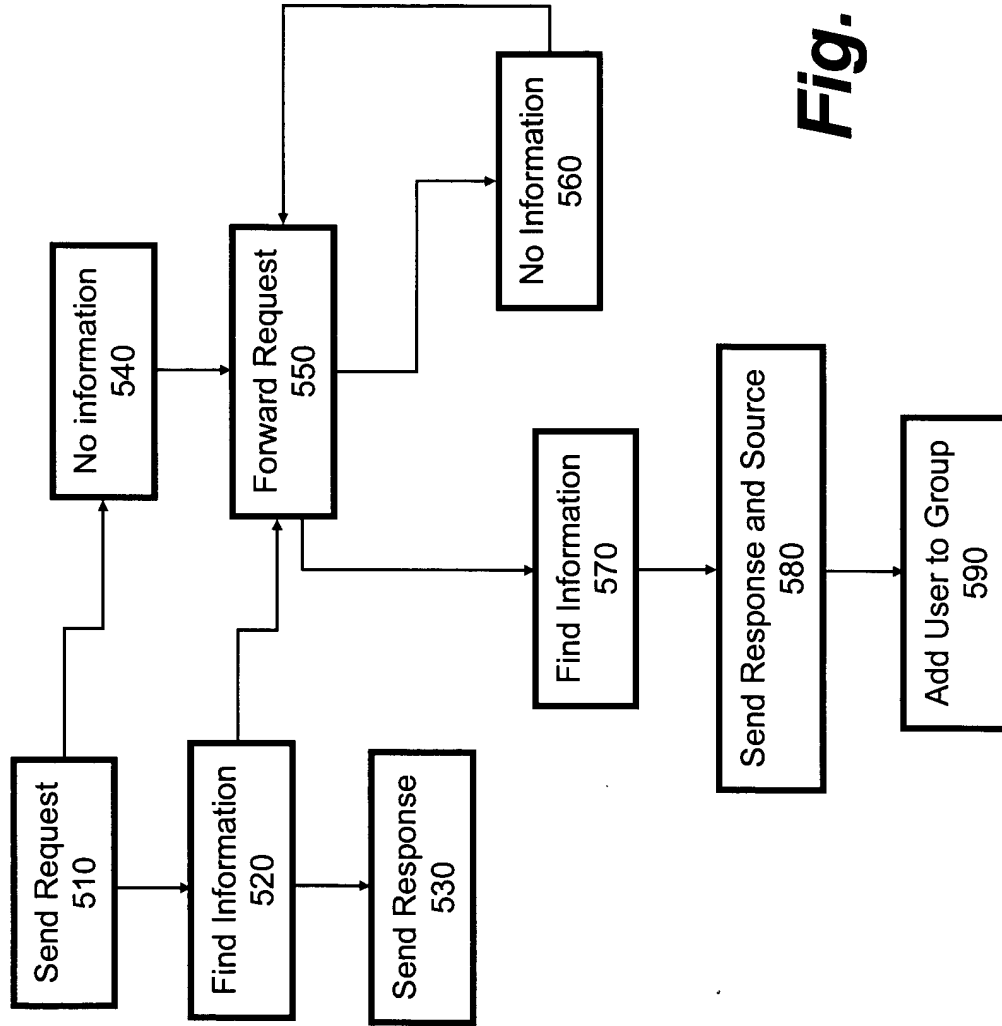 Send Request
510
Find Information
520
Send Response
530
No information
540
Forward Request
550
No Information
560
Find Information
570
Send Response and Source
580
Add User to Group
590
Fig.